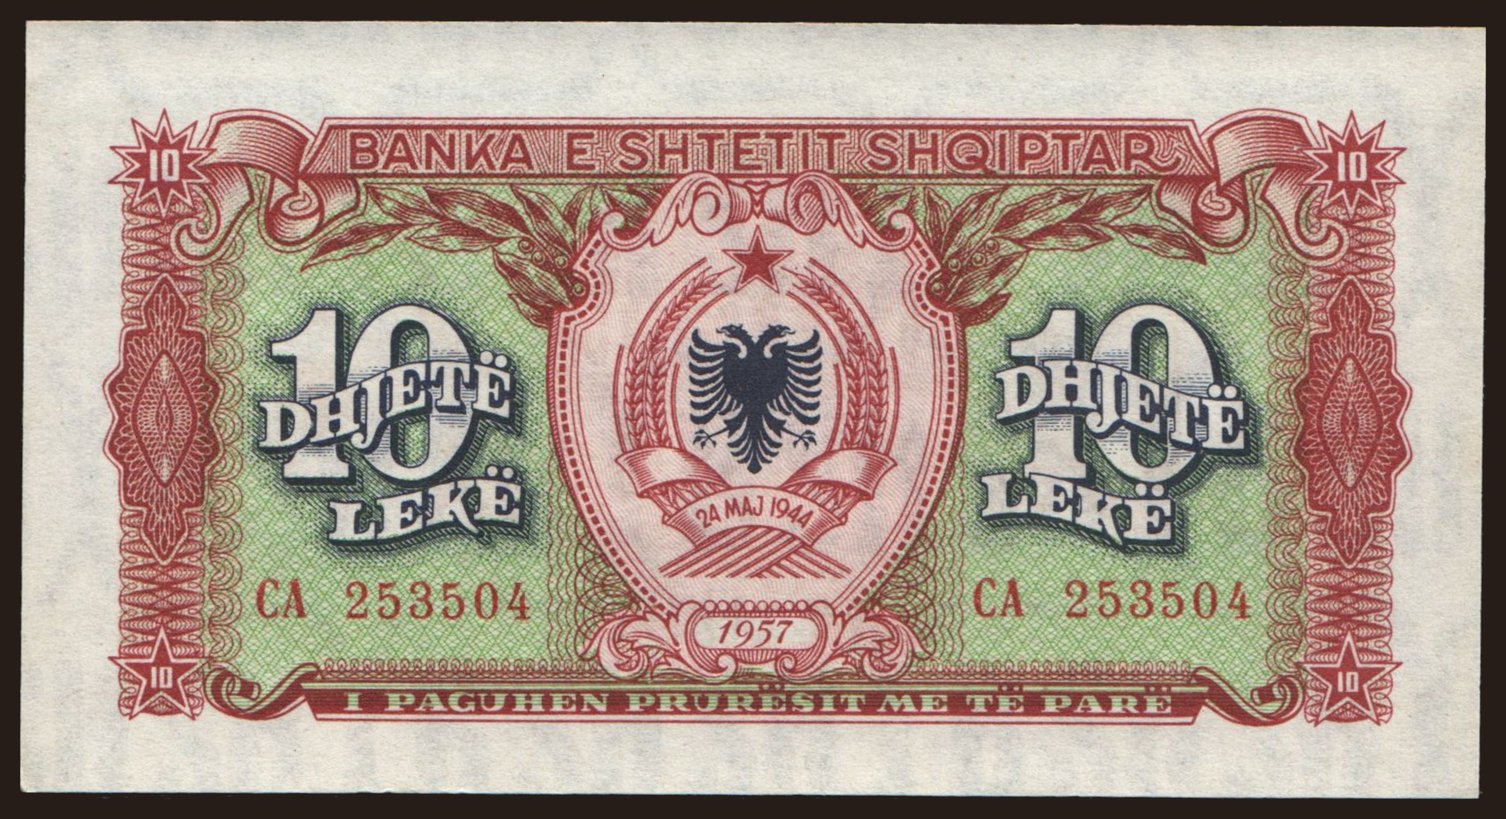 10 BANKA E SHTETIT SHQIPTAR 10
10 10
DHJETË DHJETË
LEKË LEKË
24 MAJ 1944
CA 253504 CA 253504
1957
10 10
I PAGUHEN PRURËSIT ME TË PARË